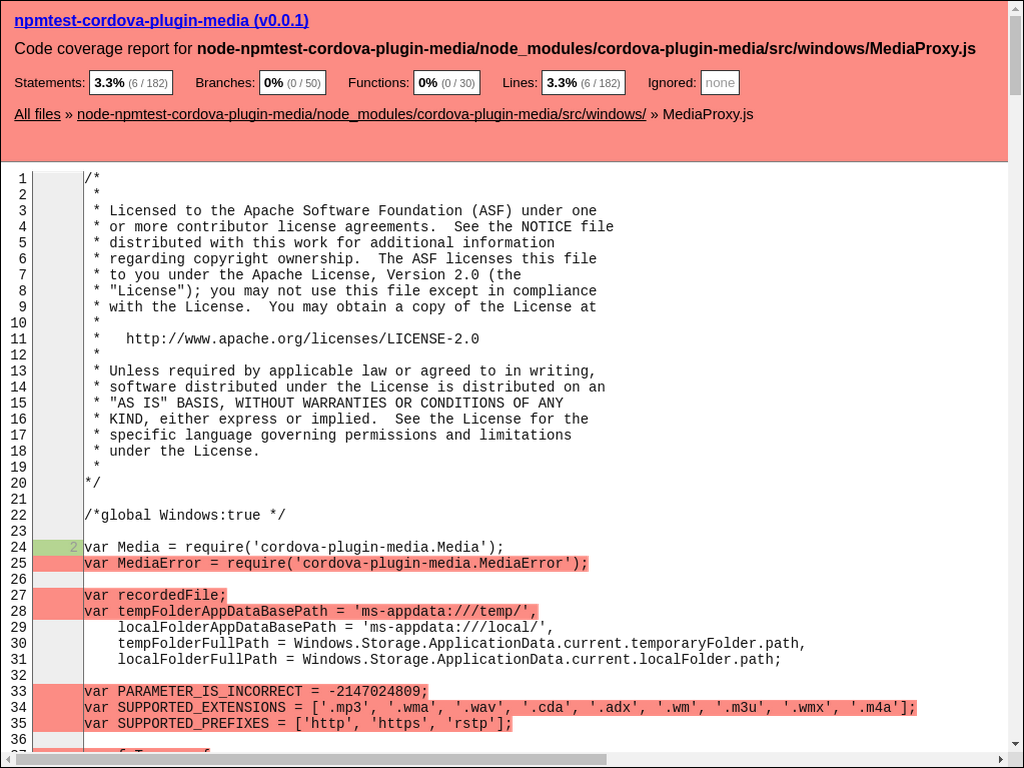 npmtest-cordova-plugin-media (v0.0.1)
Code coverage report for node-npmtest-cordova-plugin-media/node_modules/cordova-plugin-media/src/windows/MediaProxy.js
Statements: 3.3% (6 / 182) Branches: 0% (0 / 50) Functions: 0% (0 / 30) Lines: 3.3% (6 / 182) Ignored: none
All files » node-npmtest-cordova-plugin-media/node_modules/cordova-plugin-media/src/windows/ » MediaProxy.js
1 /*
2  *
3  * Licensed to the Apache Software Foundation (ASF) under one
4  * or more contributor license agreements.  See the NOTICE file
5  * distributed with this work for additional information
6  * regarding copyright ownership.  The ASF licenses this file
7  * to you under the Apache License, Version 2.0 (the
8  * "License"); you may not use this file except in compliance
9  * with the License.  You may obtain a copy of the License at
10  *
11  *   http://www.apache.org/licenses/LICENSE-2.0
12  *
13  * Unless required by applicable law or agreed to in writing,
14  * software distributed under the License is distributed on an
15  * "AS IS" BASIS, WITHOUT WARRANTIES OR CONDITIONS OF ANY
16  * KIND, either express or implied.  See the License for the
17  * specific language governing permissions and limitations
18  * under the License.
19  *
20 */
21
22 /*global Windows:true */
23
24 2 var Media = require('cordova-plugin-media.Media');
25 var MediaError = require('cordova-plugin-media.MediaError');
26
27 var recordedFile;
28 var tempFolderAppDataBasePath = 'ms-appdata:///temp/',
29     localFolderAppDataBasePath = 'ms-appdata:///local/',
30     tempFolderFullPath = Windows.Storage.ApplicationData.current.temporaryFolder.path,
31     localFolderFullPath = Windows.Storage.ApplicationData.current.localFolder.path;
32
33 var PARAMETER_IS_INCORRECT = -2147024809;
34 var SUPPORTED_EXTENSIONS = ['.mp3', '.wma', '.wav', '.cda', '.adx', '.wm', '.m3u', '.wmx', '.m4a'];
35 var SUPPORTED_PREFIXES = ['http', 'https', 'rstp'];
36